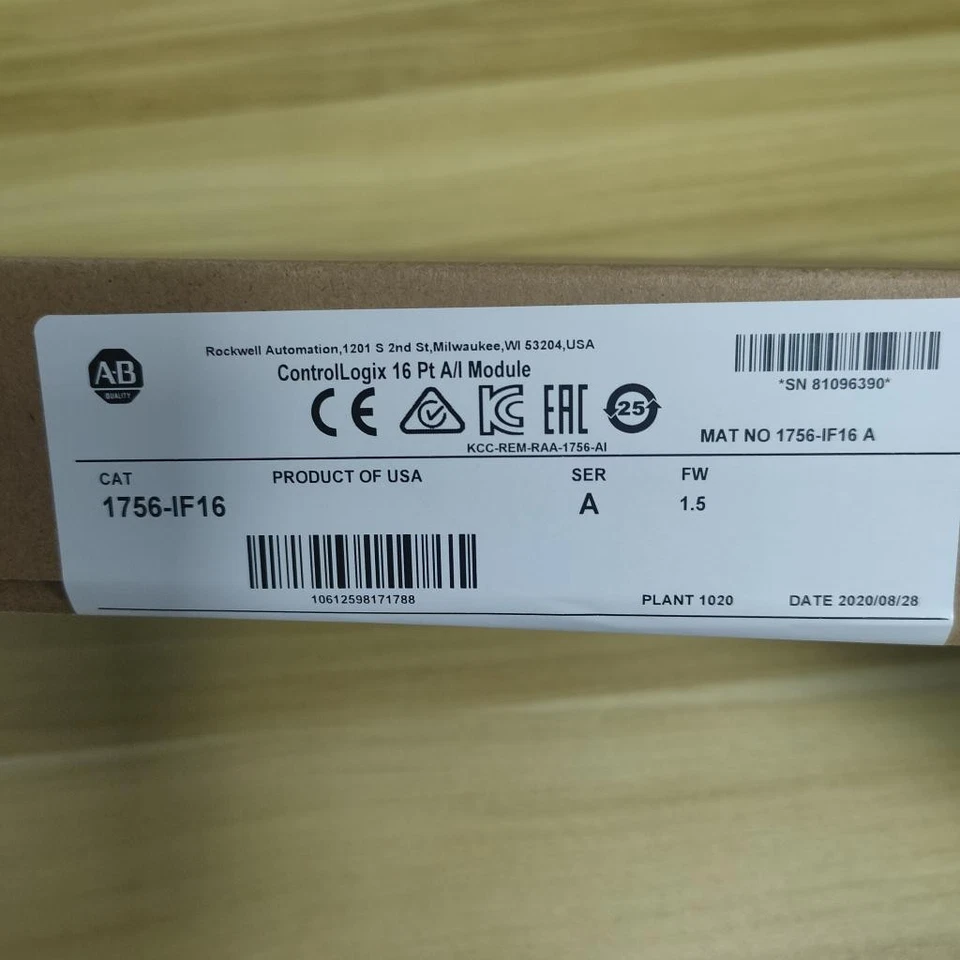 A-B
QUALITY
Rockwell Automation,1201 S 2nd St,Milwaukee,WI 53204,USA
ControlLogix 16 Pt A/I Module
CE
KC
EAC
25
KCC-REM-RAA-1756-AI
*SN 81096390*
MAT NO 1756-IF16 A
CAT
1756-IF16
PRODUCT OF USA
SER
A
FW
1.5
10612598171788
PLANT 1020
DATE 2020/08/28